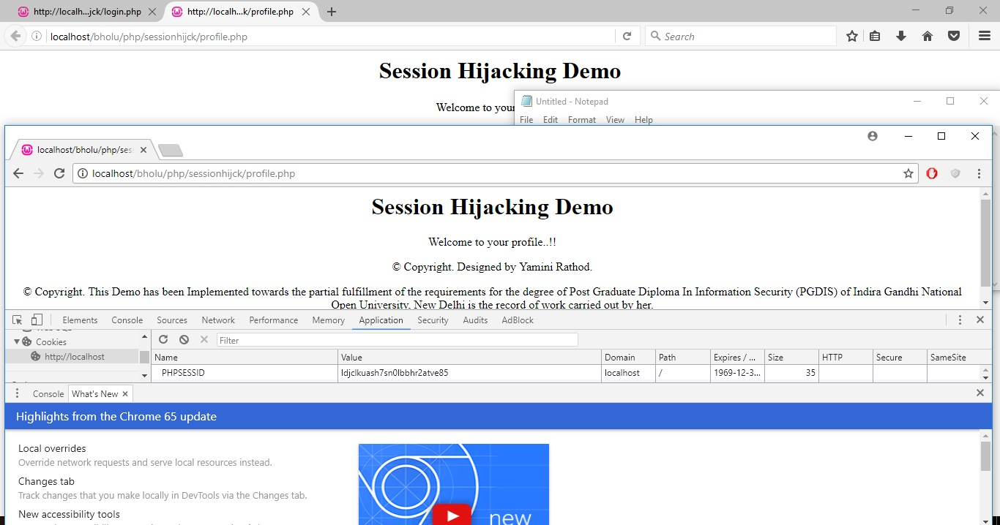 http://localh...jck/login.php
http://localh...k/profile.php
localhost/bholu/php/sessionhijck/profile.php
Search
Session Hijacking Demo
Welcome to your
Untitled - Notepad
File Edit Format View Help
localhost/bholu/php/ses
localhost/bholu/php/sessionhijck/profile.php
Session Hijacking Demo
Welcome to your profile..!!
© Copyright. Designed by Yamini Rathod.
© Copyright. This Demo has been Implemented towards the partial fulfillment of the requirements for the degree of Post Graduate Diploma In Information Security (PGDIS) of Indira Gandhi National
Open University, New Delhi is the record of work carried out by her.
Elements Console Sources Network Performance Memory Application Security Audits AdBlock
Cookies
http://localhost
Filter
Name Value Domain Path Expires / ... Size HTTP Secure SameSite
PHPSESSID localhost / 1969-12-3... 35
Console What's New
Highlights from the Chrome 65 update
Local overrides
Override network requests and serve local resources instead.
Changes tab
Track changes that you make locally in DevTools via the Changes tab.
New accessibility tools
new